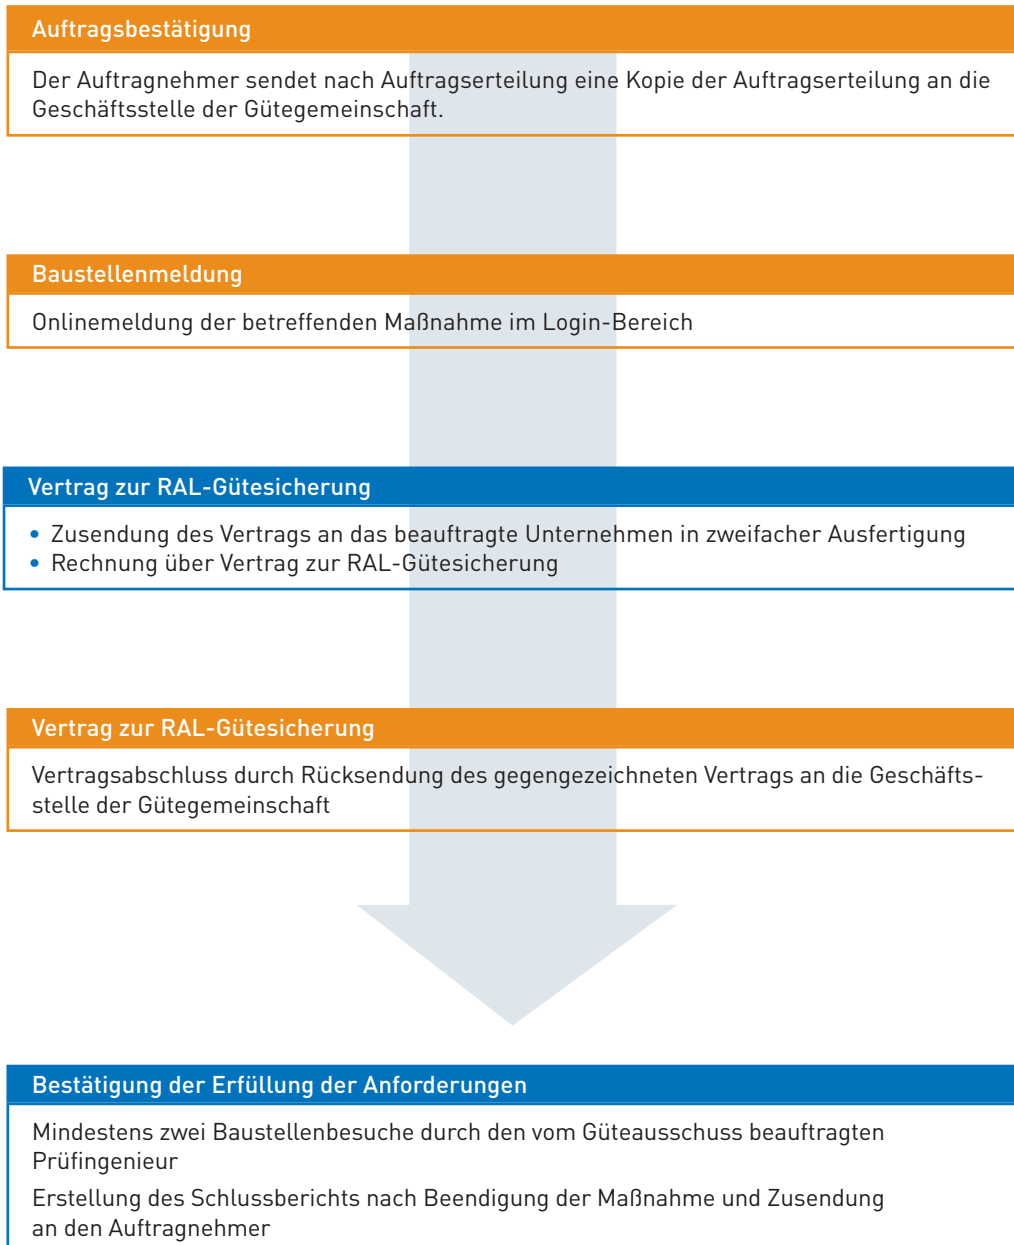 Auftragsbestätigung
Der Auftragnehmer sendet nach Auftragserteilung eine Kopie der Auftragserteilung an die
Geschäftsstelle der Gütegemeinschaft.
Baustellenmeldung
Onlinemeldung der betreffenden Maßnahme im Login-Bereich
Vertrag zur RAL-Gütesicherung
• Zusendung des Vertrags an das beauftragte Unternehmen in zweifacher Ausfertigung
• Rechnung über Vertrag zur RAL-Gütesicherung
Vertrag zur RAL-Gütesicherung
Vertragsabschluss durch Rücksendung des gegengezeichneten Vertrags an die Geschäfts-
stelle der Gütegemeinschaft
Bestätigung der Erfüllung der Anforderungen
Mindestens zwei Baustellenbesuche durch den vom Güteausschuss beauftragten
Prüfingenieur
Erstellung des Schlussberichts nach Beendigung der Maßnahme und Zusendung
an den Auftragnehmer